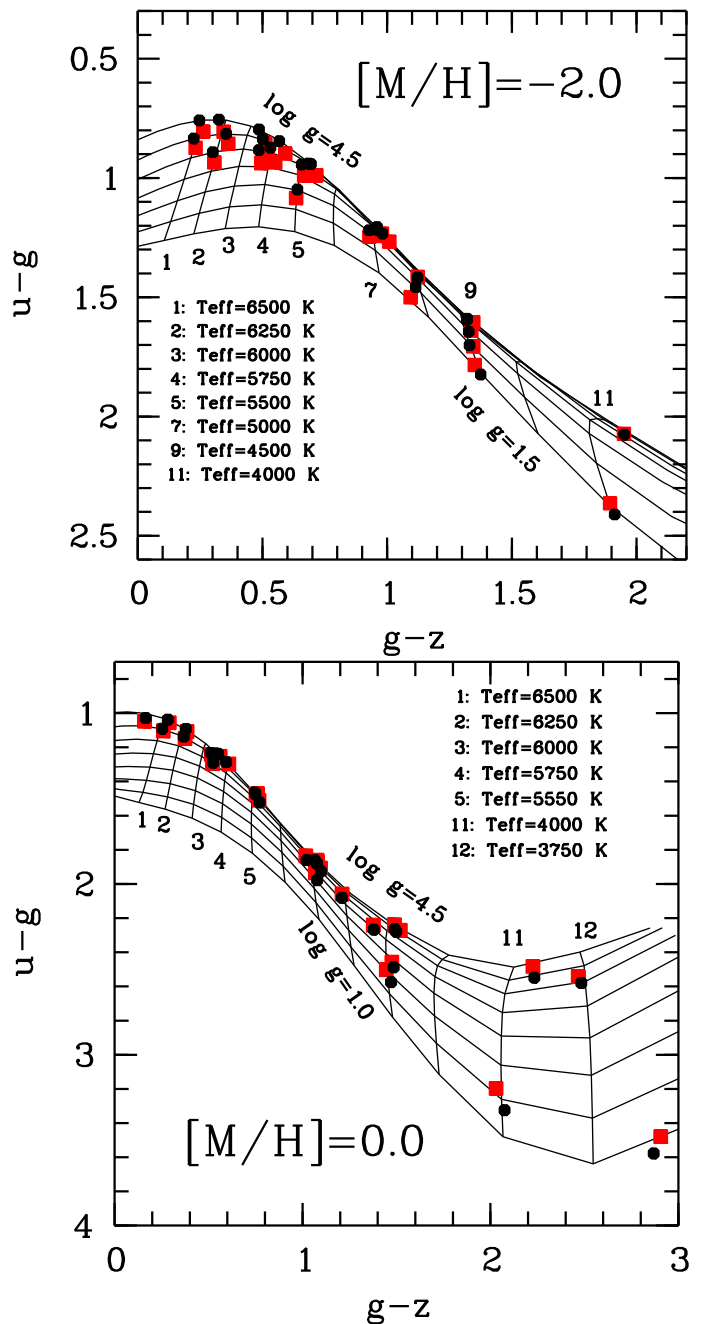 [M/H]=−2.0
0.5
log g=4.5
1
u−g
1 2 3 4 5 7 9 11
1: Teff=6500 K
2: Teff=6250 K
3: Teff=6000 K
4: Teff=5750 K
5: Teff=5500 K
7: Teff=5000 K
9: Teff=4500 K
11: Teff=4000 K
1.5
log g=1.5
2
2.5
0 0.5 1 1.5 2
g−z
1: Teff=6500 K
2: Teff=6250 K
3: Teff=6000 K
4: Teff=5750 K
5: Teff=5550 K
11: Teff=4000 K
12: Teff=3750 K
1
1 2 3 4 5 11 12
log g=4.5
2
u−g
log g=1.0
3
[M/H]=0.0
4
0 1 2 3
g−z